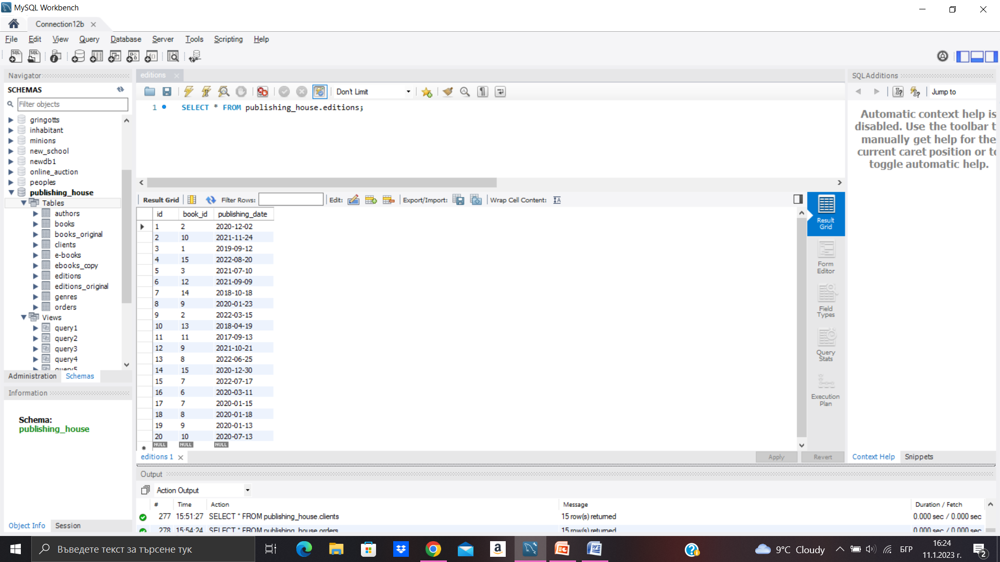 MySQL Workbench
Connection12b
File Edit View Query Database Server Tools Scripting Help
Navigator
SCHEMAS
Filter objects
gringotts
inhabitant
minions
new_school
newdb1
online_auction
peoples
publishing_house
Tables
authors
books
books_original
clients
e-books
ebooks_copy
editions
editions_original
genres
orders
Views
query1
query2
query3
query4
query5
Administration Schemas
Information
Schema:
publishing_house
Object Info Session
editions
Don't Limit
1 SELECT * FROM publishing_house.editions;
Result Grid Filter Rows: Edit: Export/Import: Wrap Cell Content:
id book_id publishing_date
1 2 2020-12-02
2 10 2021-11-24
3 1 2019-09-12
4 15 2022-08-20
5 3 2021-07-10
6 12 2021-09-09
7 14 2018-10-18
8 9 2020-01-23
9 2 2022-03-15
10 13 2018-04-19
11 11 2017-09-13
12 9 2021-10-21
13 8 2022-06-25
14 15 2020-12-30
15 7 2022-07-17
16 6 2020-03-11
17 7 2020-01-15
18 8 2020-01-18
19 9 2020-01-13
20 10 2020-07-13
NULL NULL NULL
Result
Grid
Form
Editor
Field
Types
Query
Stats
Execution
Plan
editions 1
Apply Revert
SQLAdditions
Jump to
Automatic context help is
disabled. Use the toolbar t
manually get help for the
current caret position or to
toggle automatic help.
Context Help Snippets
Output
Action Output
# Time Action Message Duration / Fetch
277 15:51:27 SELECT * FROM publishing_house.clients 15 row(s) returned 0.000 sec / 0.000 sec
278 15:54:24 SELECT * FROM publishing_house.orders 15 row(s) returned 0.000 sec / 0.000 sec
Въведете текст за търсене тук
9°C Cloudy
БГР
16:24
11.1.2023 г.
2